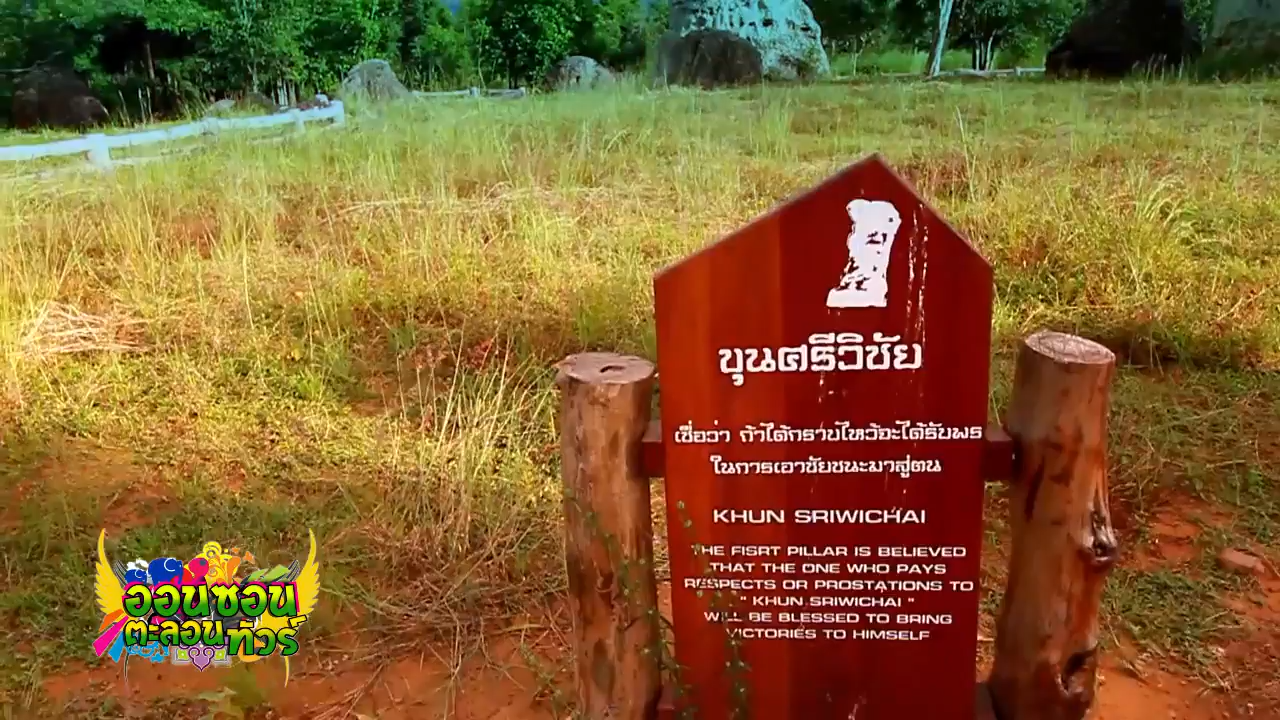 ขุนศรีวิชัย
เชื่อว่า ถ้าได้กราบไหว้จะได้รับพร
ในการเอาชัยชนะมาสู่ตน
KHUN SRIWICHAI
THE FISRT PILLAR IS BELIEVED
THAT THE ONE WHO PAYS
RESPECTS OR PROSTATIONS TO
" KHUN SRIWICHAI "
WILL BE BLESSED TO BRING
VICTORIES TO HIMSELF
ออนซอน
ตะลอนทัวร์